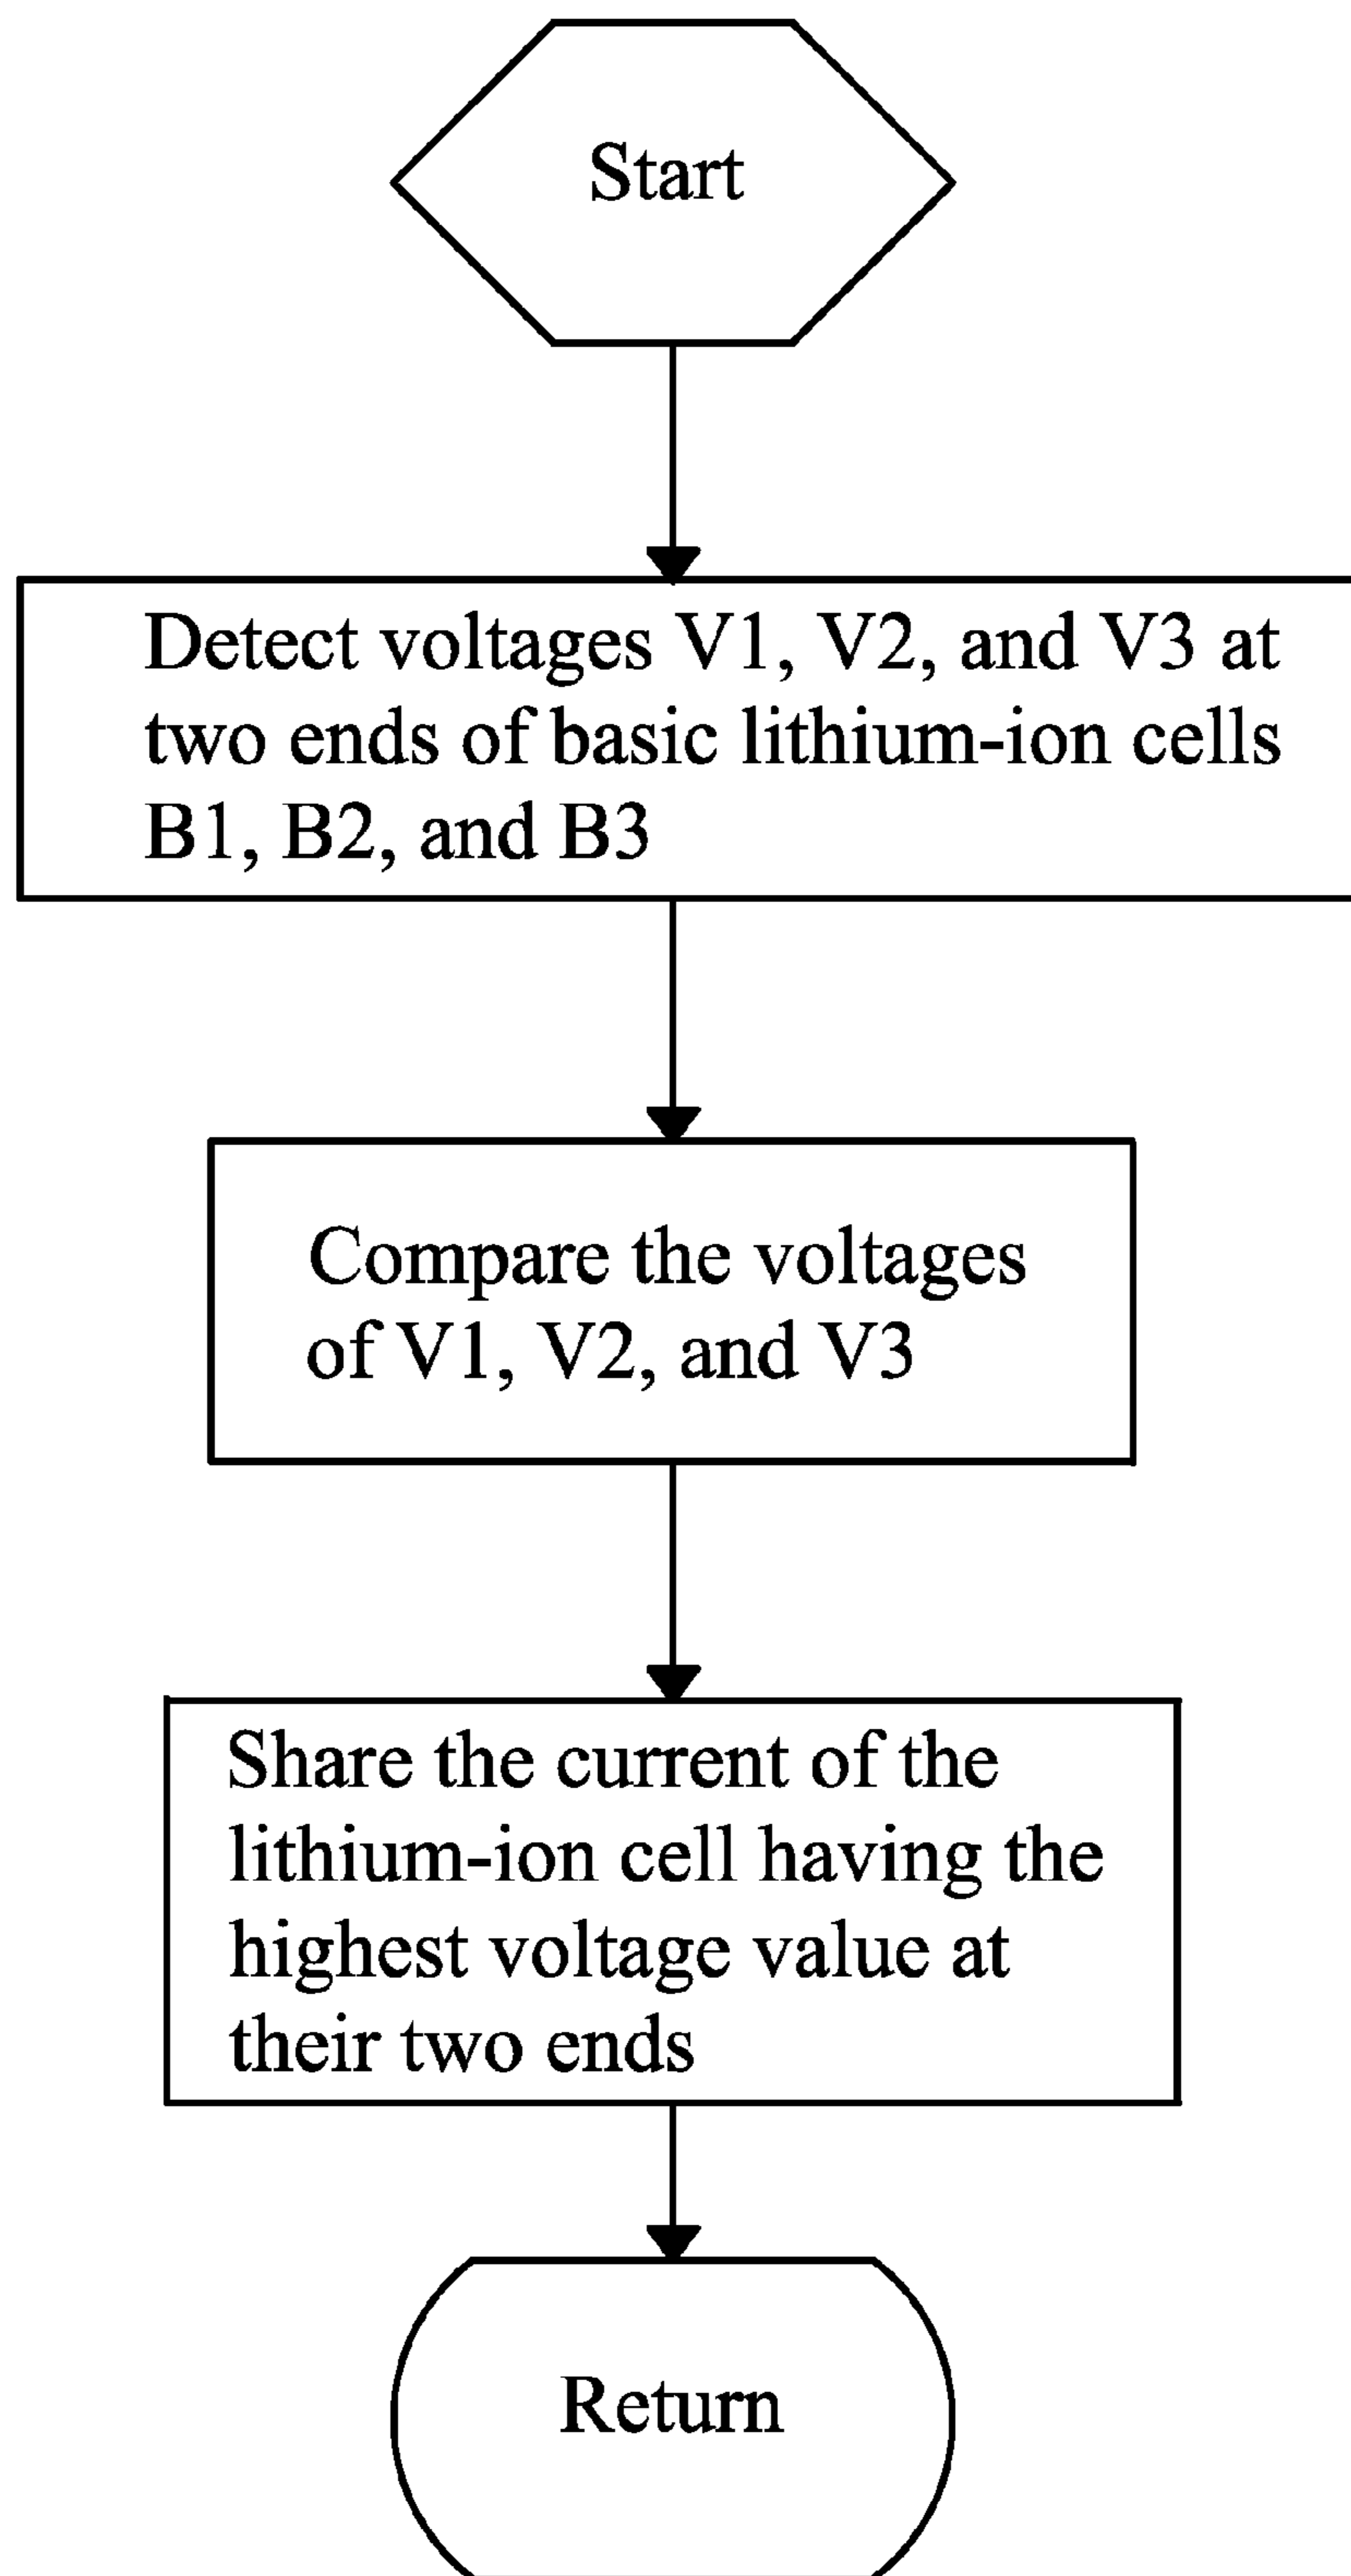 Start
Detect voltages V1, V2, and V3 at
two ends of basic lithium-ion cells
B1, B2, and B3
Compare the voltages
of V1, V2, and V3
Share the current of the
lithium-ion cell having the
highest voltage value at
their two ends
Return